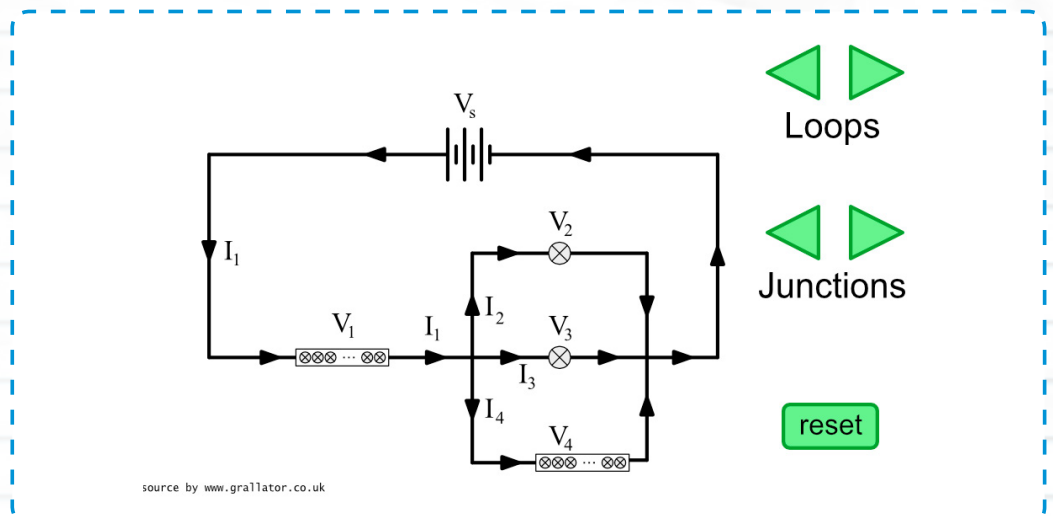 Vs
Loops
I1
V2
I2
Junctions
V1
I1
V3
I3
I4
V4
reset
source by www.grallator.co.uk